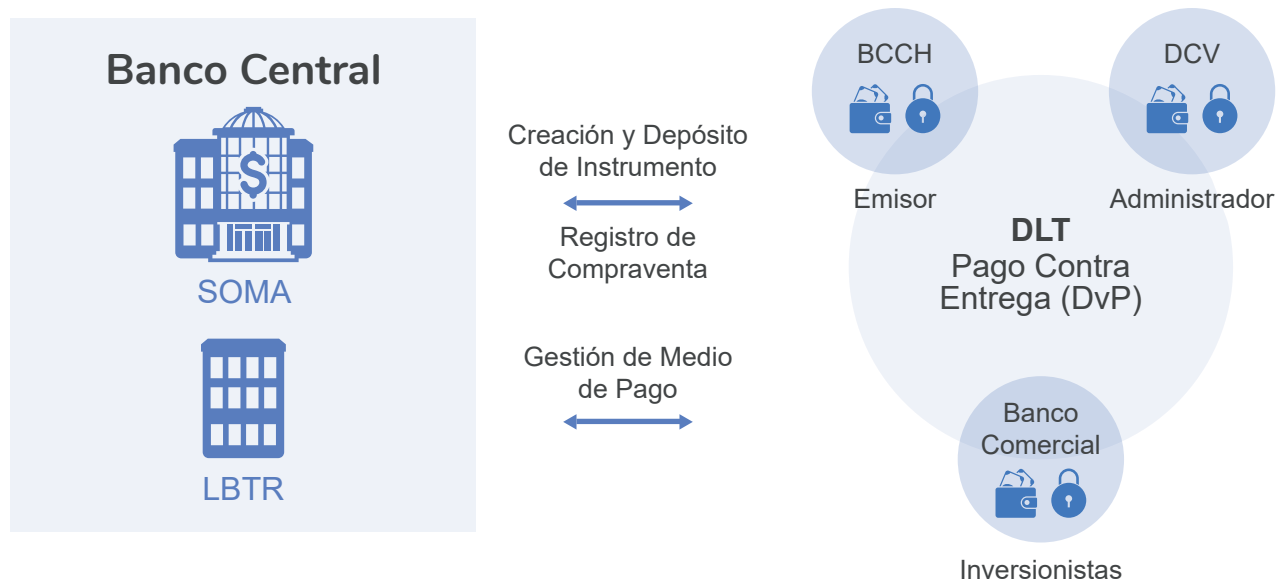 Banco Central
SOMA
LBTR
Creación y Depósito
de Instrumento
Registro de
Compraventa
Gestión de Medio
de Pago
BCCH
Emisor
DCV
Administrador
DLT
Pago Contra
Entrega (DvP)
Banco
Comercial
Inversionistas